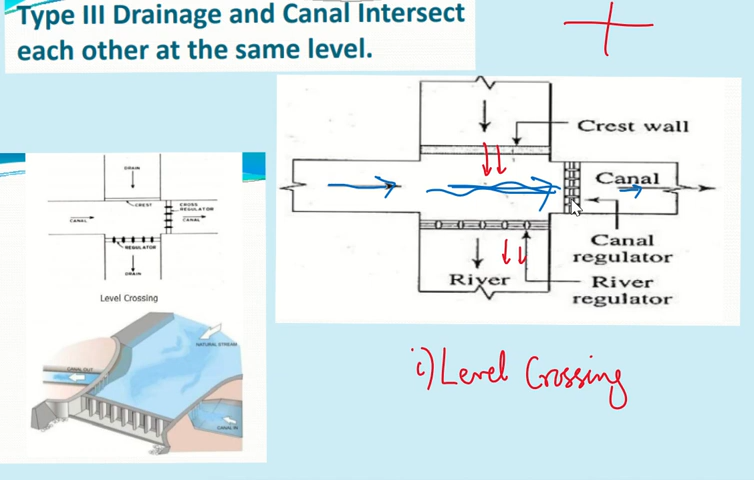 Type III Drainage and Canal Intersect
each other at the same level.
Crest wall
Canal
Canal
regulator
River
River
regulator
DRAIN
CREST
CROSS
REGULATOR
CANAL
CANAL
REGULATOR
DRAIN
Level Crossing
NATURAL STREAM
CANAL OUT
CANAL IN
i) Level Crossing